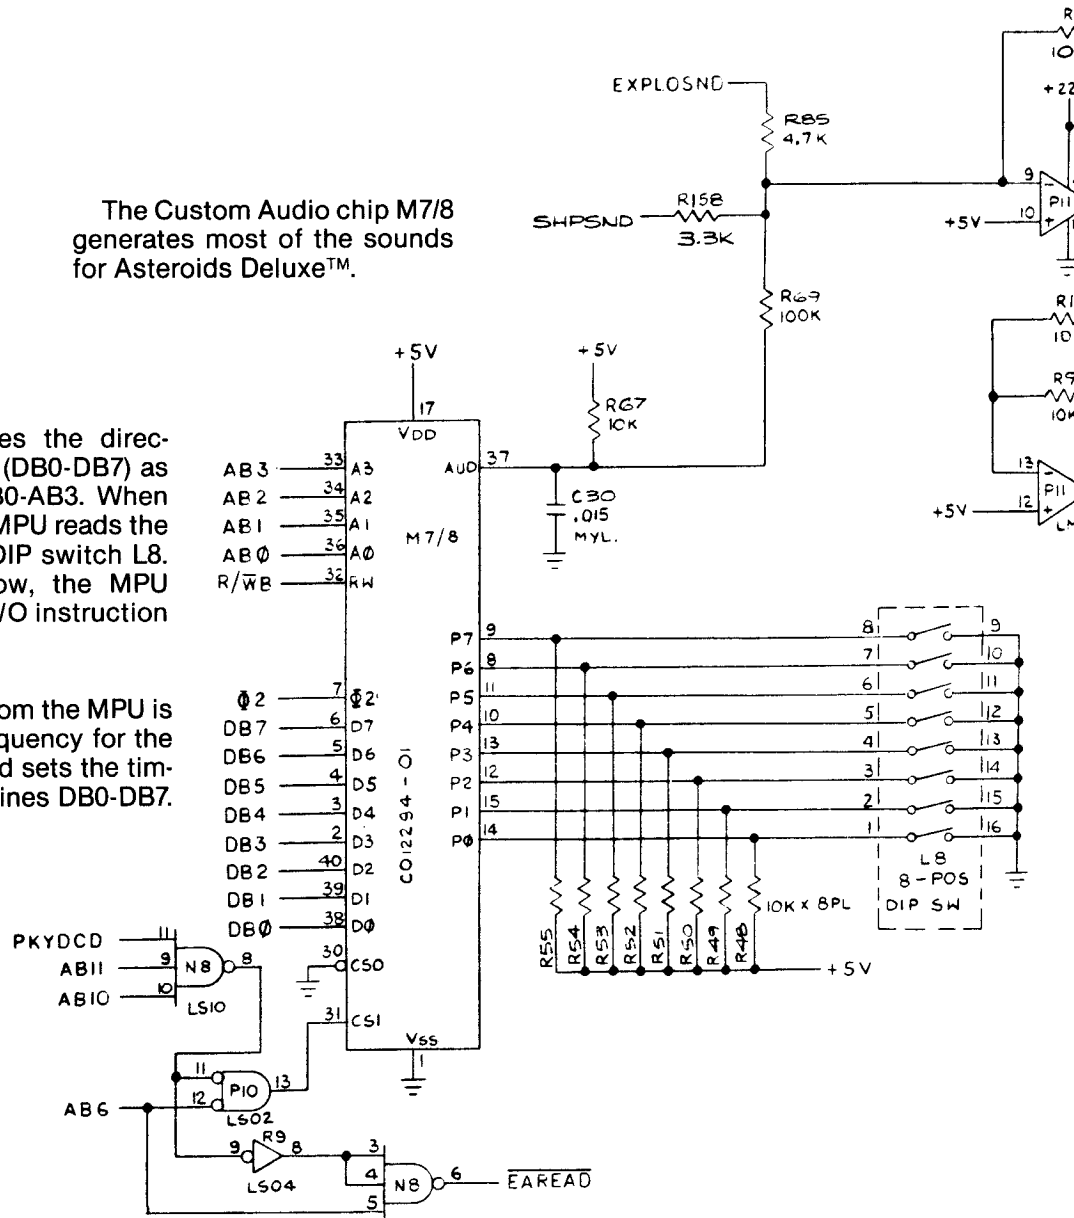 R
10
+22
EXPLOSND
R85
4.7K
9
P11
10
+5V
R158
SHPSND
3.3K
The Custom Audio chip M7/8
generates most of the sounds
for Asteroids Deluxe™.
R69
100K
R1
10
R9
10K
13
P11
12
+5V
LM
+5V
+5V
17
VDD
R67
10K
es the direc-
(DB0-DB7) as
B0-AB3. When
MPU reads the
DIP switch L8.
ow, the MPU
I/O instruction
AB3 33 A3
AB2 34 A2
AB1 35 A1
ABØ 36 AØ
R/W̅B 32 RW
AUD 37
M7/8
C30
.015
MYL.
om the MPU is
quency for the
d sets the tim-
ines DB0-DB7.
Φ2 7 Φ2
DB7 6 D7
DB6 5 D6
DB5 4 D5
DB4 3 D4
DB3 2 D3
DB2 40 D2
DB1 39 D1
DBØ 38 DØ
30 CSO
31 CS1
C012294-01
VSS
1
P7 9 8 9
P6 8 7 10
P5 11 6 11
P4 10 5 12
P3 13 4 13
P2 12 3 14
P1 15 2 15
PØ 14 1 16
L8
8-POS
DIP SW
R55 R54 R53 R52 R51 R50 R49 R48
10K X 8PL
+5V
PKYDCD 11
AB11 9 N8 8
AB10 10
LS10
11
P10 13
AB6 12
LS02
R9
9 8
LS04
3
4 N8 6 E̅A̅R̅E̅A̅D̅
5